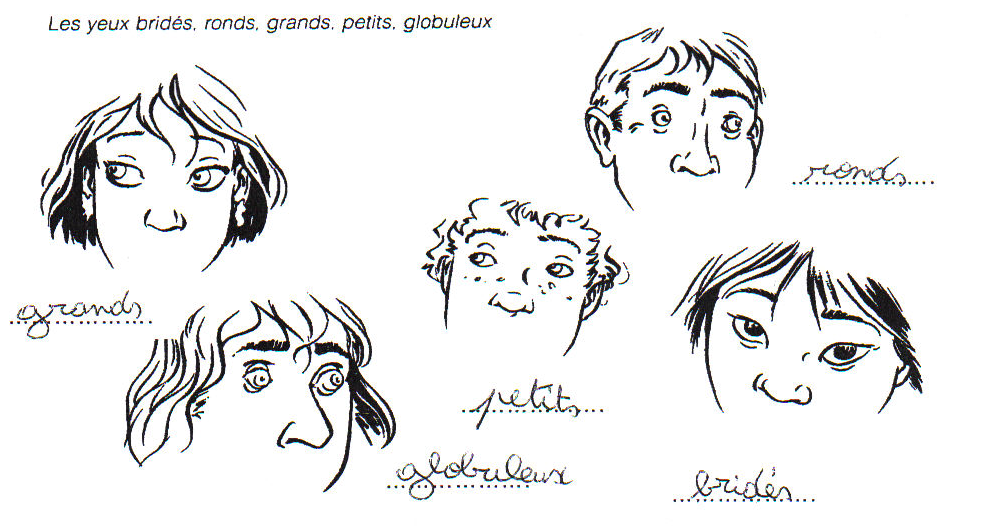 Les yeux bridés, ronds, grands, petits, globuleux
ronds
grands
petits
globuleux
bridés